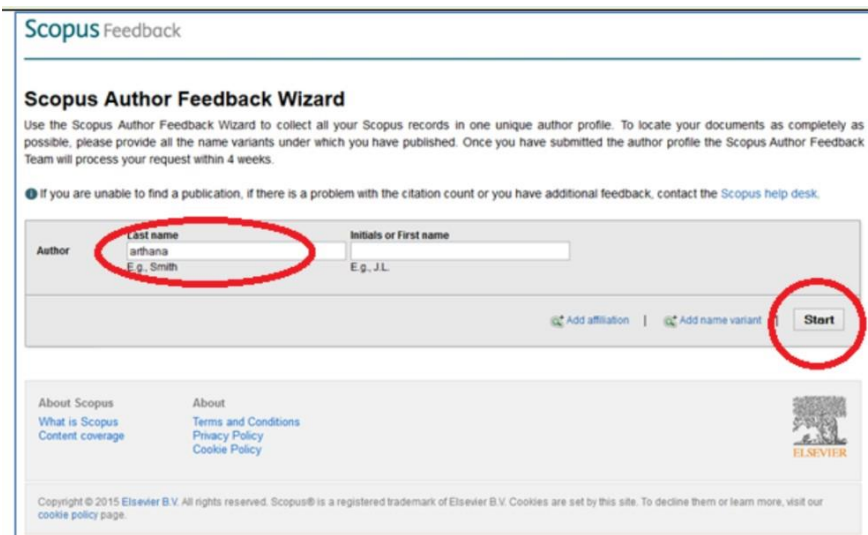 Scopus Feedback
Scopus Author Feedback Wizard
Use the Scopus Author Feedback Wizard to collect all your Scopus records in one unique author profile. To locate your documents as completely as
possible, please provide all the name variants under which you have published. Once you have submitted the author profile the Scopus Author Feedback
Team will process your request within 4 weeks.
If you are unable to find a publication, if there is a problem with the citation count or you have additional feedback, contact the Scopus help desk.
Last name Initials or First name
Author arthana
E.g., Smith E.g., J.L.
Add affiliation | Add name variant | Start
About Scopus About
What is Scopus Terms and Conditions
Content coverage Privacy Policy
Cookie Policy
ELSEVIER
Copyright © 2015 Elsevier B.V. All rights reserved. Scopus® is a registered trademark of Elsevier B.V. Cookies are set by this site. To decline them or learn more, visit our
cookie policy page.